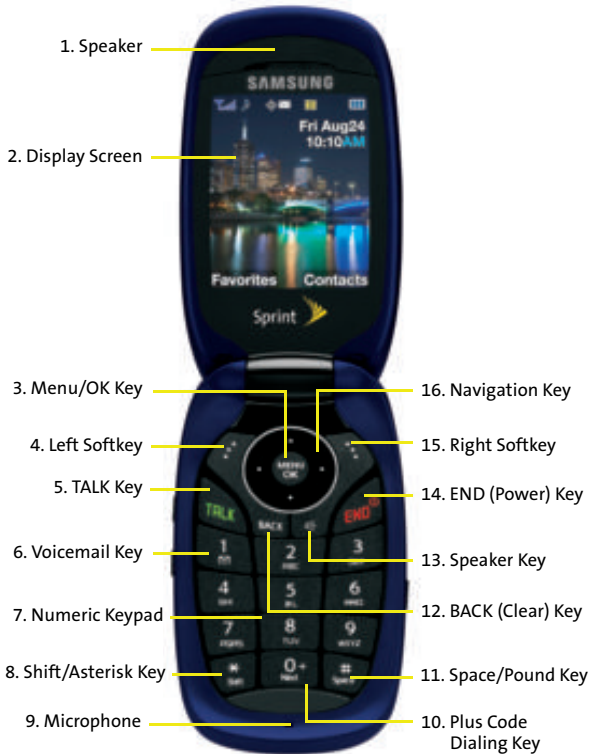 1. Speaker
SAMSUNG
Fri Aug24
10:10AM
2. Display Screen
Favorites Contacts
Sprint
3. Menu/OK Key
16. Navigation Key
4. Left Softkey
15. Right Softkey
MENU
OK
5. TALK Key
14. END (Power) Key
TALK
END
BACK
6. Voicemail Key
1 2 3
ABC
13. Speaker Key
4 5 6
12. BACK (Clear) Key
7. Numeric Keypad
7 8 9
TUV
8. Shift/Asterisk Key
* 0+ #
Next Space
11. Space/Pound Key
9. Microphone
10. Plus Code
Dialing Key